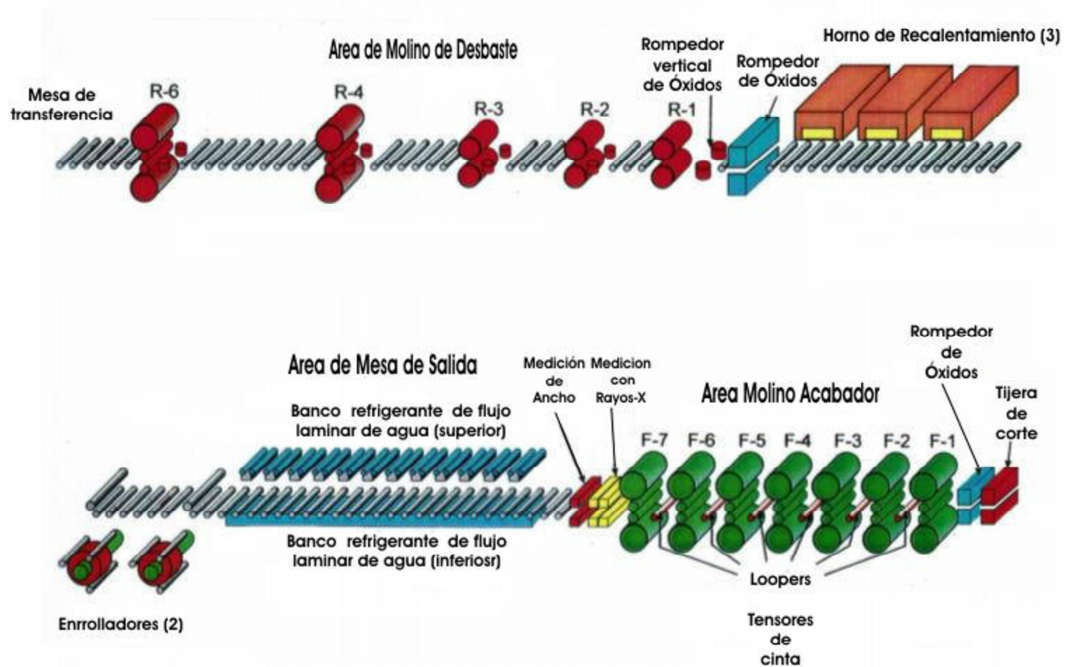 Area de Molino de Desbaste
Horno de Recalentamiento (3)
Rompedor
vertical
de Óxidos
Rompedor
de Óxidos
Mesa de
transferencia
R-6
R-4
R-3
R-2
R-1
Area de Mesa de Salida
Banco refrigerante de flujo
laminar de agua (superior)
Medición
de
Ancho
Medicion
con
Rayos-X
Area Molino Acabador
Rompedor
de
Óxidos
Tijera
de
corte
F-7
F-6
F-5
F-4
F-3
F-2
F-1
Banco refrigerante de flujo
laminar de agua (inferiosr)
Loopers
Enrrolladores (2)
Tensores
de
cinta